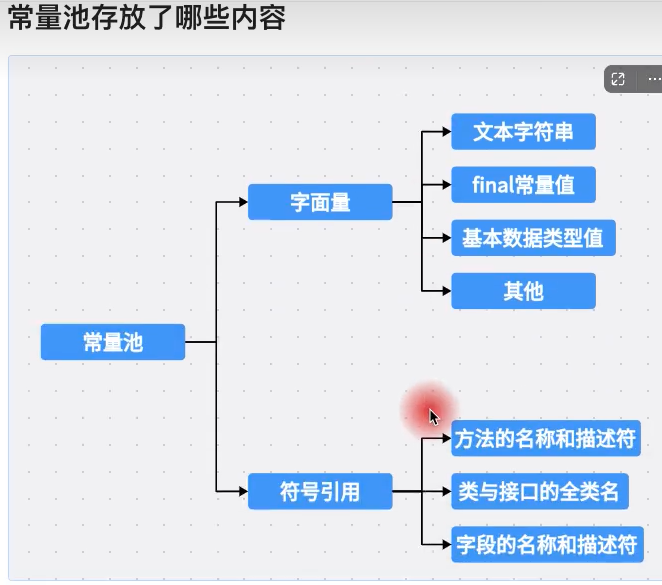 常量池存放了哪些内容
文本字符串
final常量值
字面量
基本数据类型值
其他
常量池
方法的名称和描述符
符号引用
类与接口的全类名
字段的名称和描述符